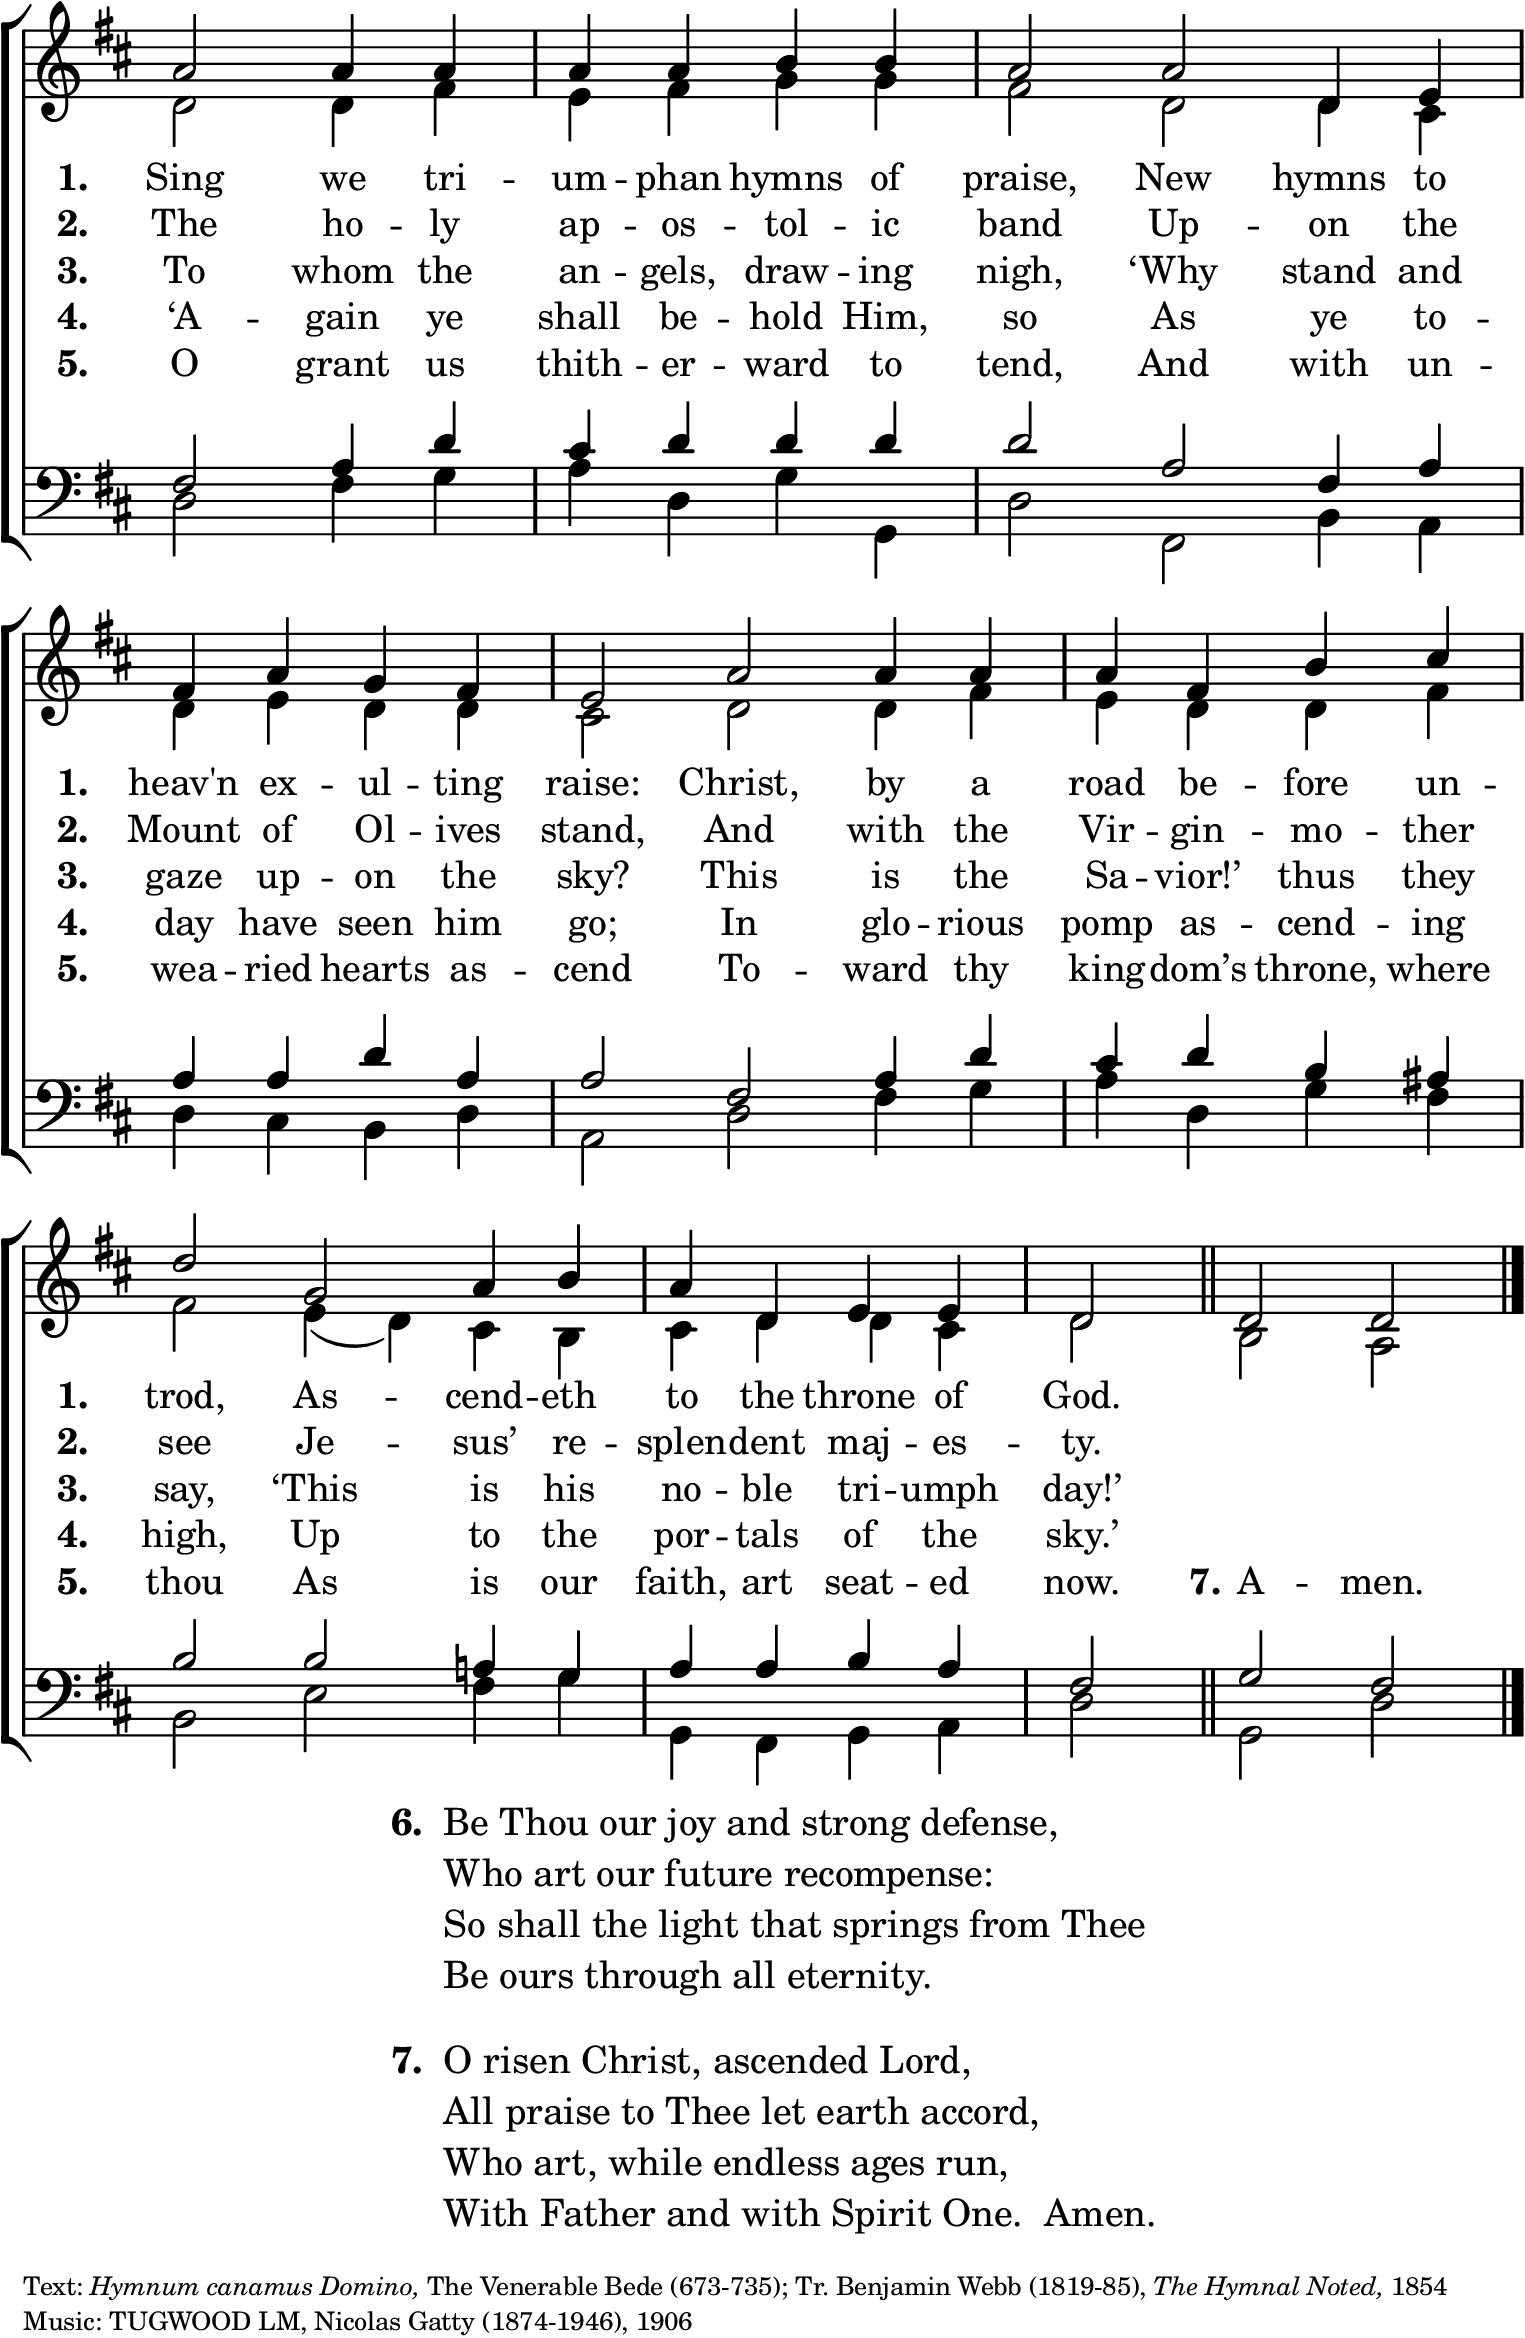 1. Sing we tri - um - phan hymns of praise, New hymns to
2. The ho - ly ap - os - tol - ic band Up - on the
3. To whom the an - gels, draw - ing nigh, ‘Why stand and
4. ‘A - gain ye shall be - hold Him, so As ye to -
5. O grant us thith - er - ward to tend, And with un -
1. heav'n ex - ul - ting raise: Christ, by a road be - fore un -
2. Mount of Ol - ives stand, And with the Vir - gin - mo - ther
3. gaze up - on the sky? This is the Sa - vior!’ thus they
4. day have seen him go; In glo - rious pomp as - cend - ing
5. wea - ried hearts as - cend To - ward thy king - dom’s throne, where
1. trod, As - cend - eth to the throne of God.
2. see Je - sus’ re - splen - dent maj - es - ty.
3. say, ‘This is his no - ble tri - umph day!’
4. high, Up to the por - tals of the sky.’
5. thou As is our faith, art seat - ed now. 7. A - men.
6. Be Thou our joy and strong defense,
Who art our future recompense:
So shall the light that springs from Thee
Be ours through all eternity.
7. O risen Christ, ascended Lord,
All praise to Thee let earth accord,
Who art, while endless ages run,
With Father and with Spirit One. Amen.
Text: Hymnum canamus Domino, The Venerable Bede (673-735); Tr. Benjamin Webb (1819-85), The Hymnal Noted, 1854
Music: TUGWOOD LM, Nicolas Gatty (1874-1946), 1906